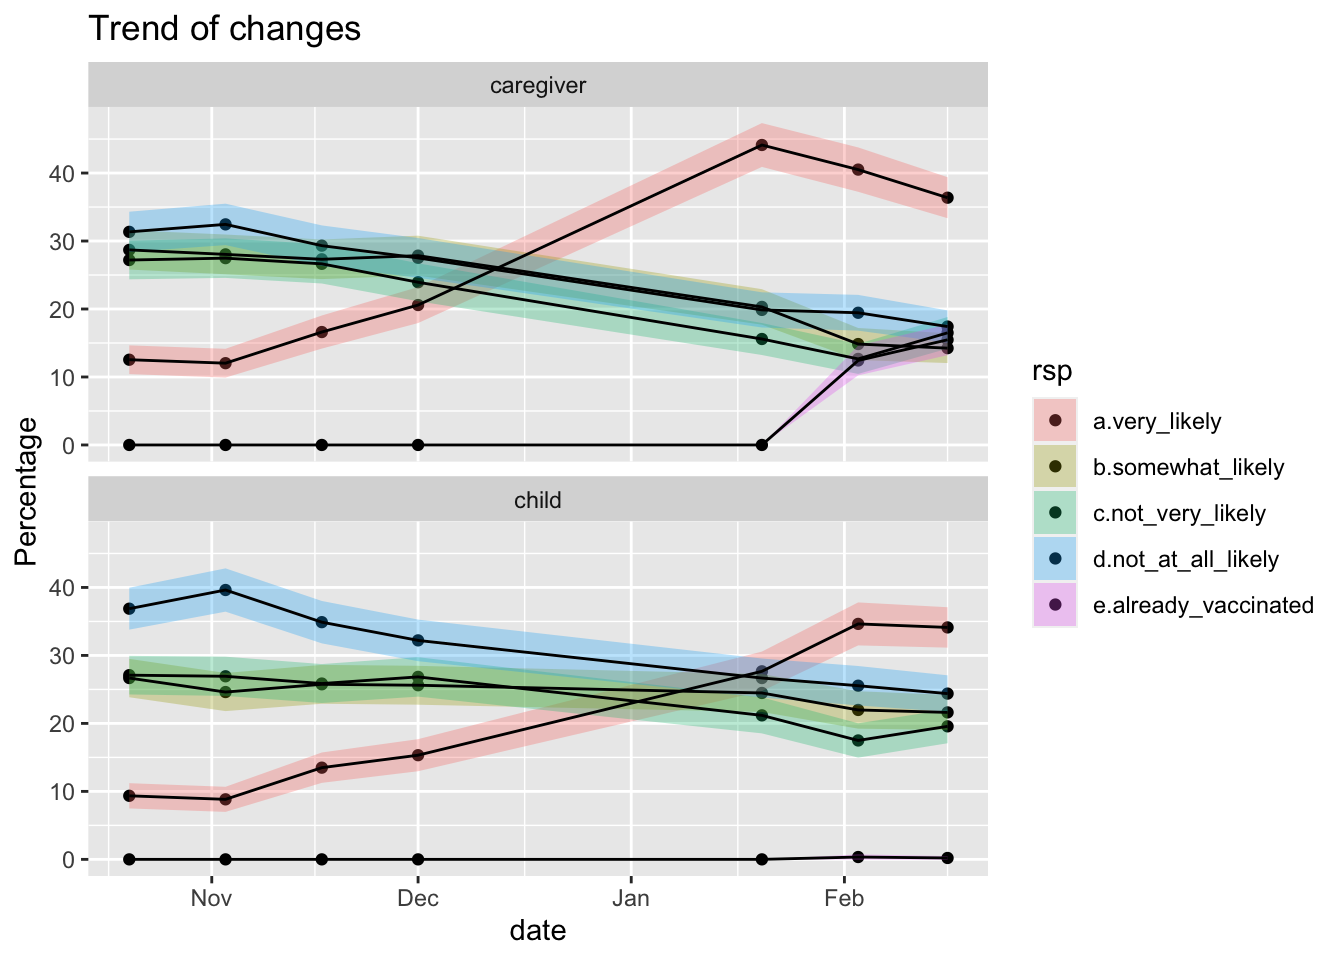 Trend of changes
caregiver
40
30
20
10
0
child
40
30
20
10
0
Nov Dec Jan Feb
date
Percentage
rsp
a.very_likely
b.somewhat_likely
c.not_very_likely
d.not_at_all_likely
e.already_vaccinated